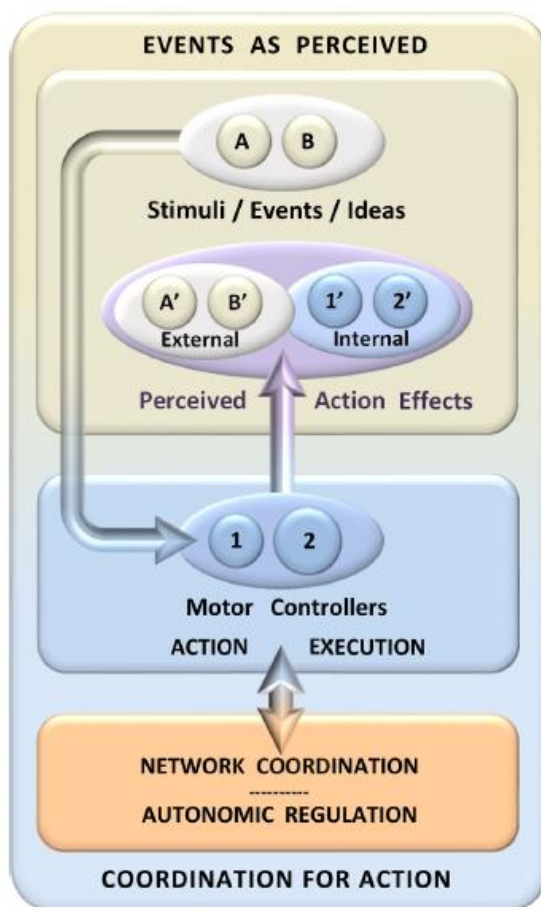 EVENTS AS PERCEIVED
A B
Stimuli / Events / Ideas
A' B' 1' 2'
External Internal
Perceived Action Effects
1 2
Motor Controllers
ACTION EXECUTION
NETWORK COORDINATION
----------
AUTONOMIC REGULATION
COORDINATION FOR ACTION